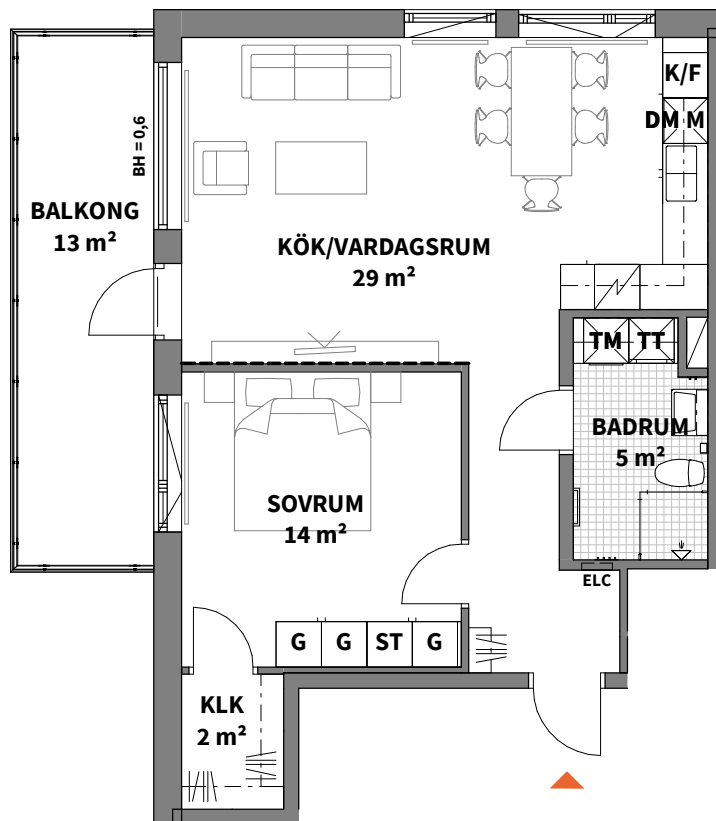 K/F
DM M
BH = 0,6
BALKONG
13 m²
KÖK/VARDAGSRUM
29 m²
TM TT
BADRUM
5 m²
SOVRUM
14 m²
ELC
G G ST G
KLK
2 m²